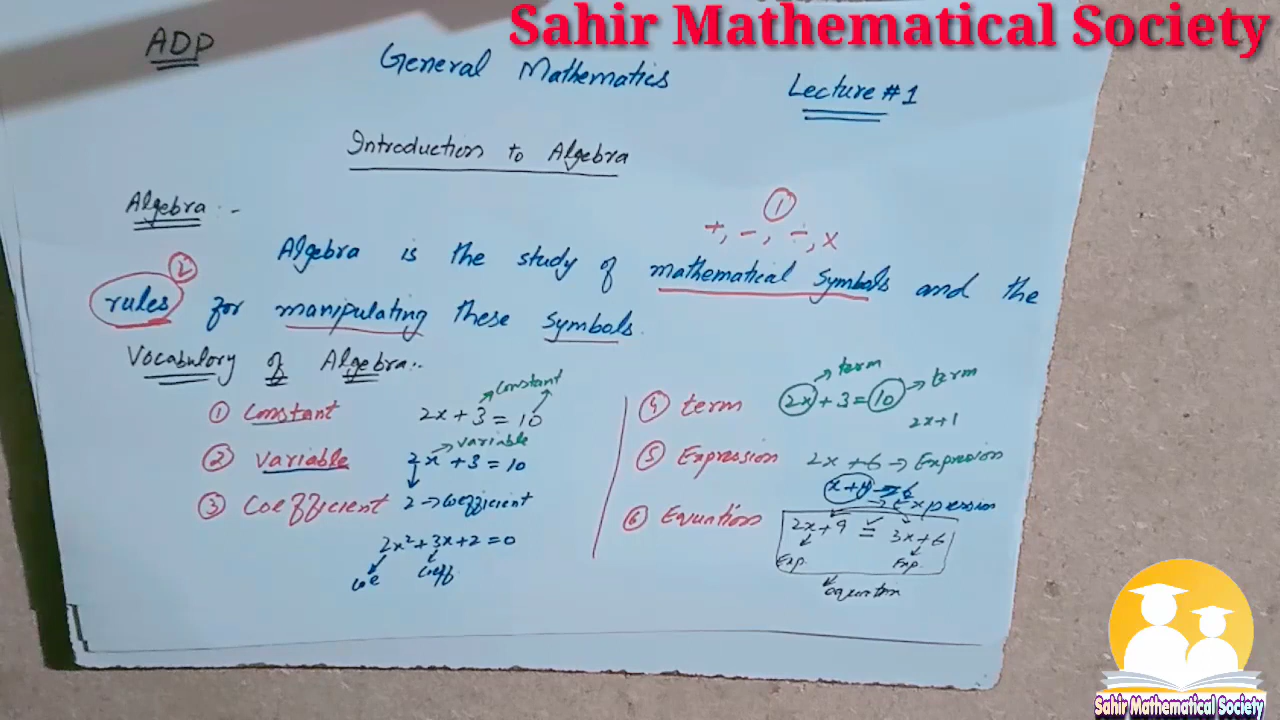 Sahir Mathematical Society
ADP
General Mathematics
Lecture #1
Introduction to Algebra
Algebra :-
①
+, -, ÷, x
Algebra is the study of mathematical symbols and the
② rules for manipulating these symbols.
Vocabulory of Algebra:.
① Constant
constant
2x + 3 = 10
② Variable
variable
2x + 3 = 10
③ Coefficient
2 → Coefficient
2x² + 3x + 2 = 0
coe
Coeff
④ term
term
term
2x + 3 = 10
2x+1
⑤ Expression
2x + 6 → Expression
→ Expression
⑥ Equation
2x+9 = 3x+6
Exp.
Exp.
equation
Sahir Mathematical Society